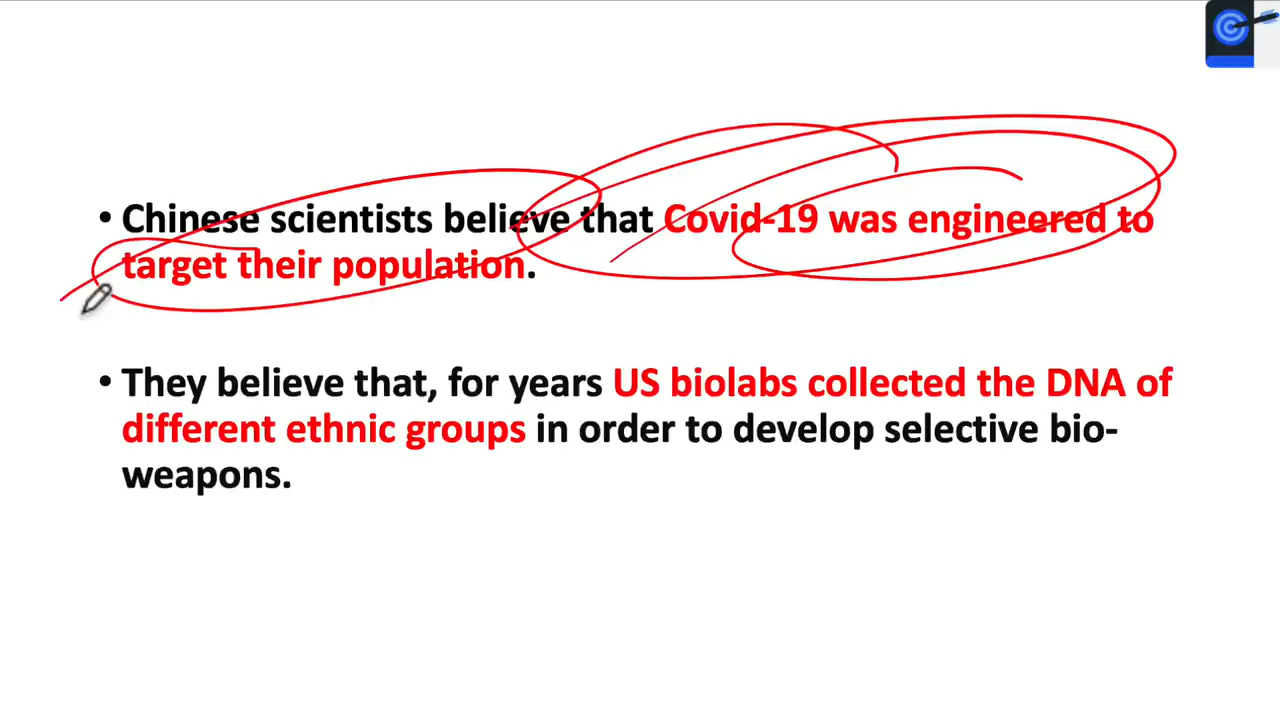 • Chinese scientists believe that Covid-19 was engineered to
target their population.
• They believe that, for years US biolabs collected the DNA of
different ethnic groups in order to develop selective bio-
weapons.